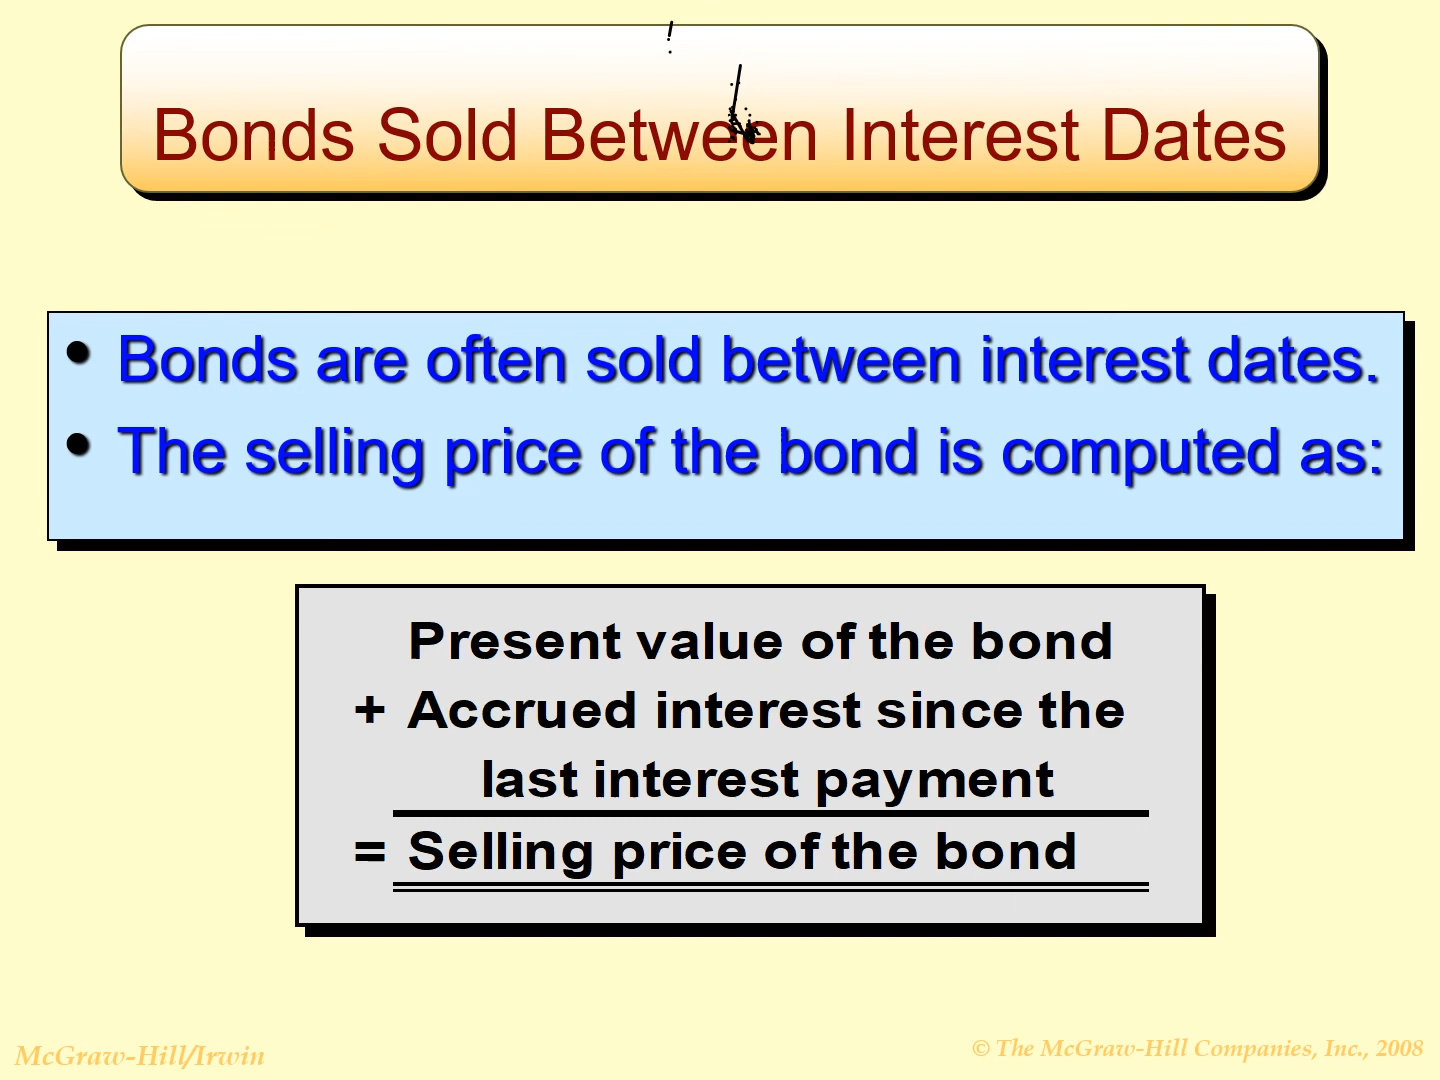 Bonds Sold Between Interest Dates
• Bonds are often sold between interest dates.
• The selling price of the bond is computed as:
Present value of the bond
+ Accrued interest since the
last interest payment
= Selling price of the bond
McGraw-Hill/Irwin
© The McGraw-Hill Companies, Inc., 2008